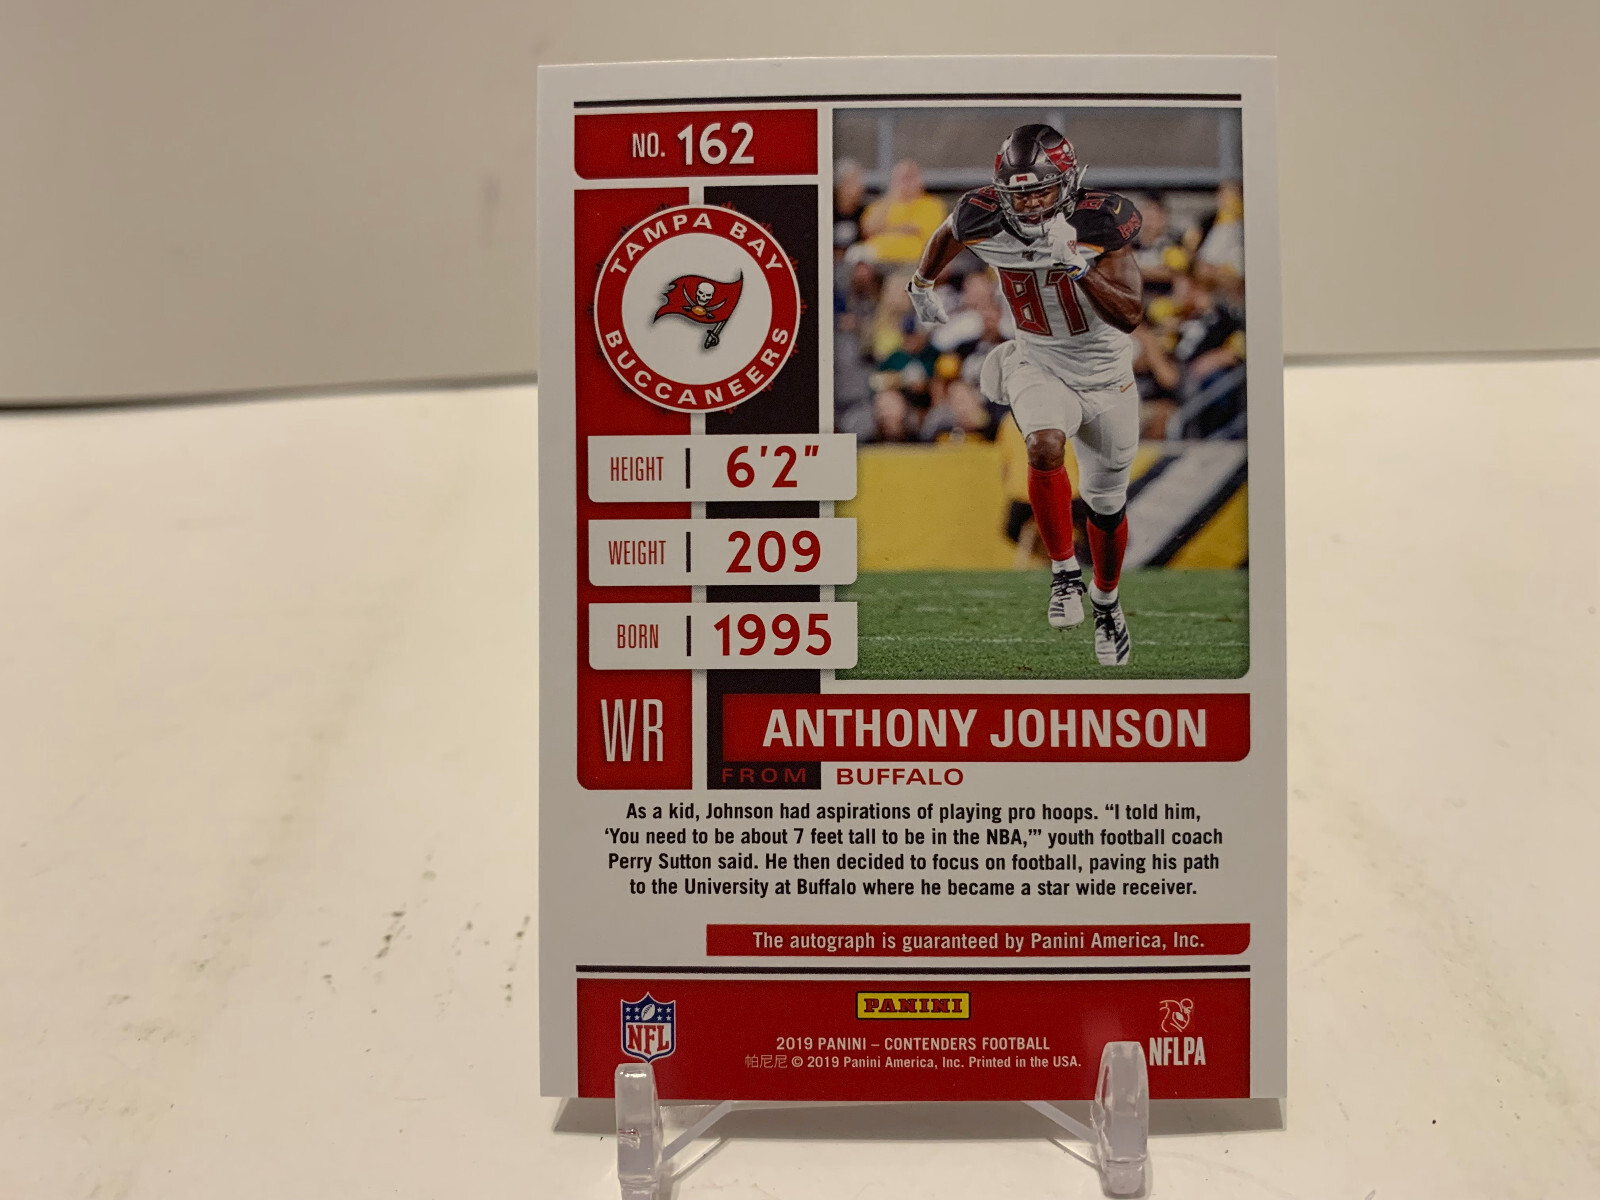 NO. 162
TAMPA BAY
BUCCANEERS
81
HEIGHT | 6'2"
WEIGHT | 209
BORN | 1995
WR
ANTHONY JOHNSON
FROM BUFFALO
As a kid, Johnson had aspirations of playing pro hoops. “I told him,
‘You need to be about 7 feet tall to be in the NBA,’” youth football coach
Perry Sutton said. He then decided to focus on football, paving his path
to the University at Buffalo where he became a star wide receiver.
The autograph is guaranteed by Panini America, Inc.
NFL
PANINI
2019 PANINI – CONTENDERS FOOTBALL
帕尼尼 © 2019 Panini America, Inc. Printed in the USA.
NFLPA